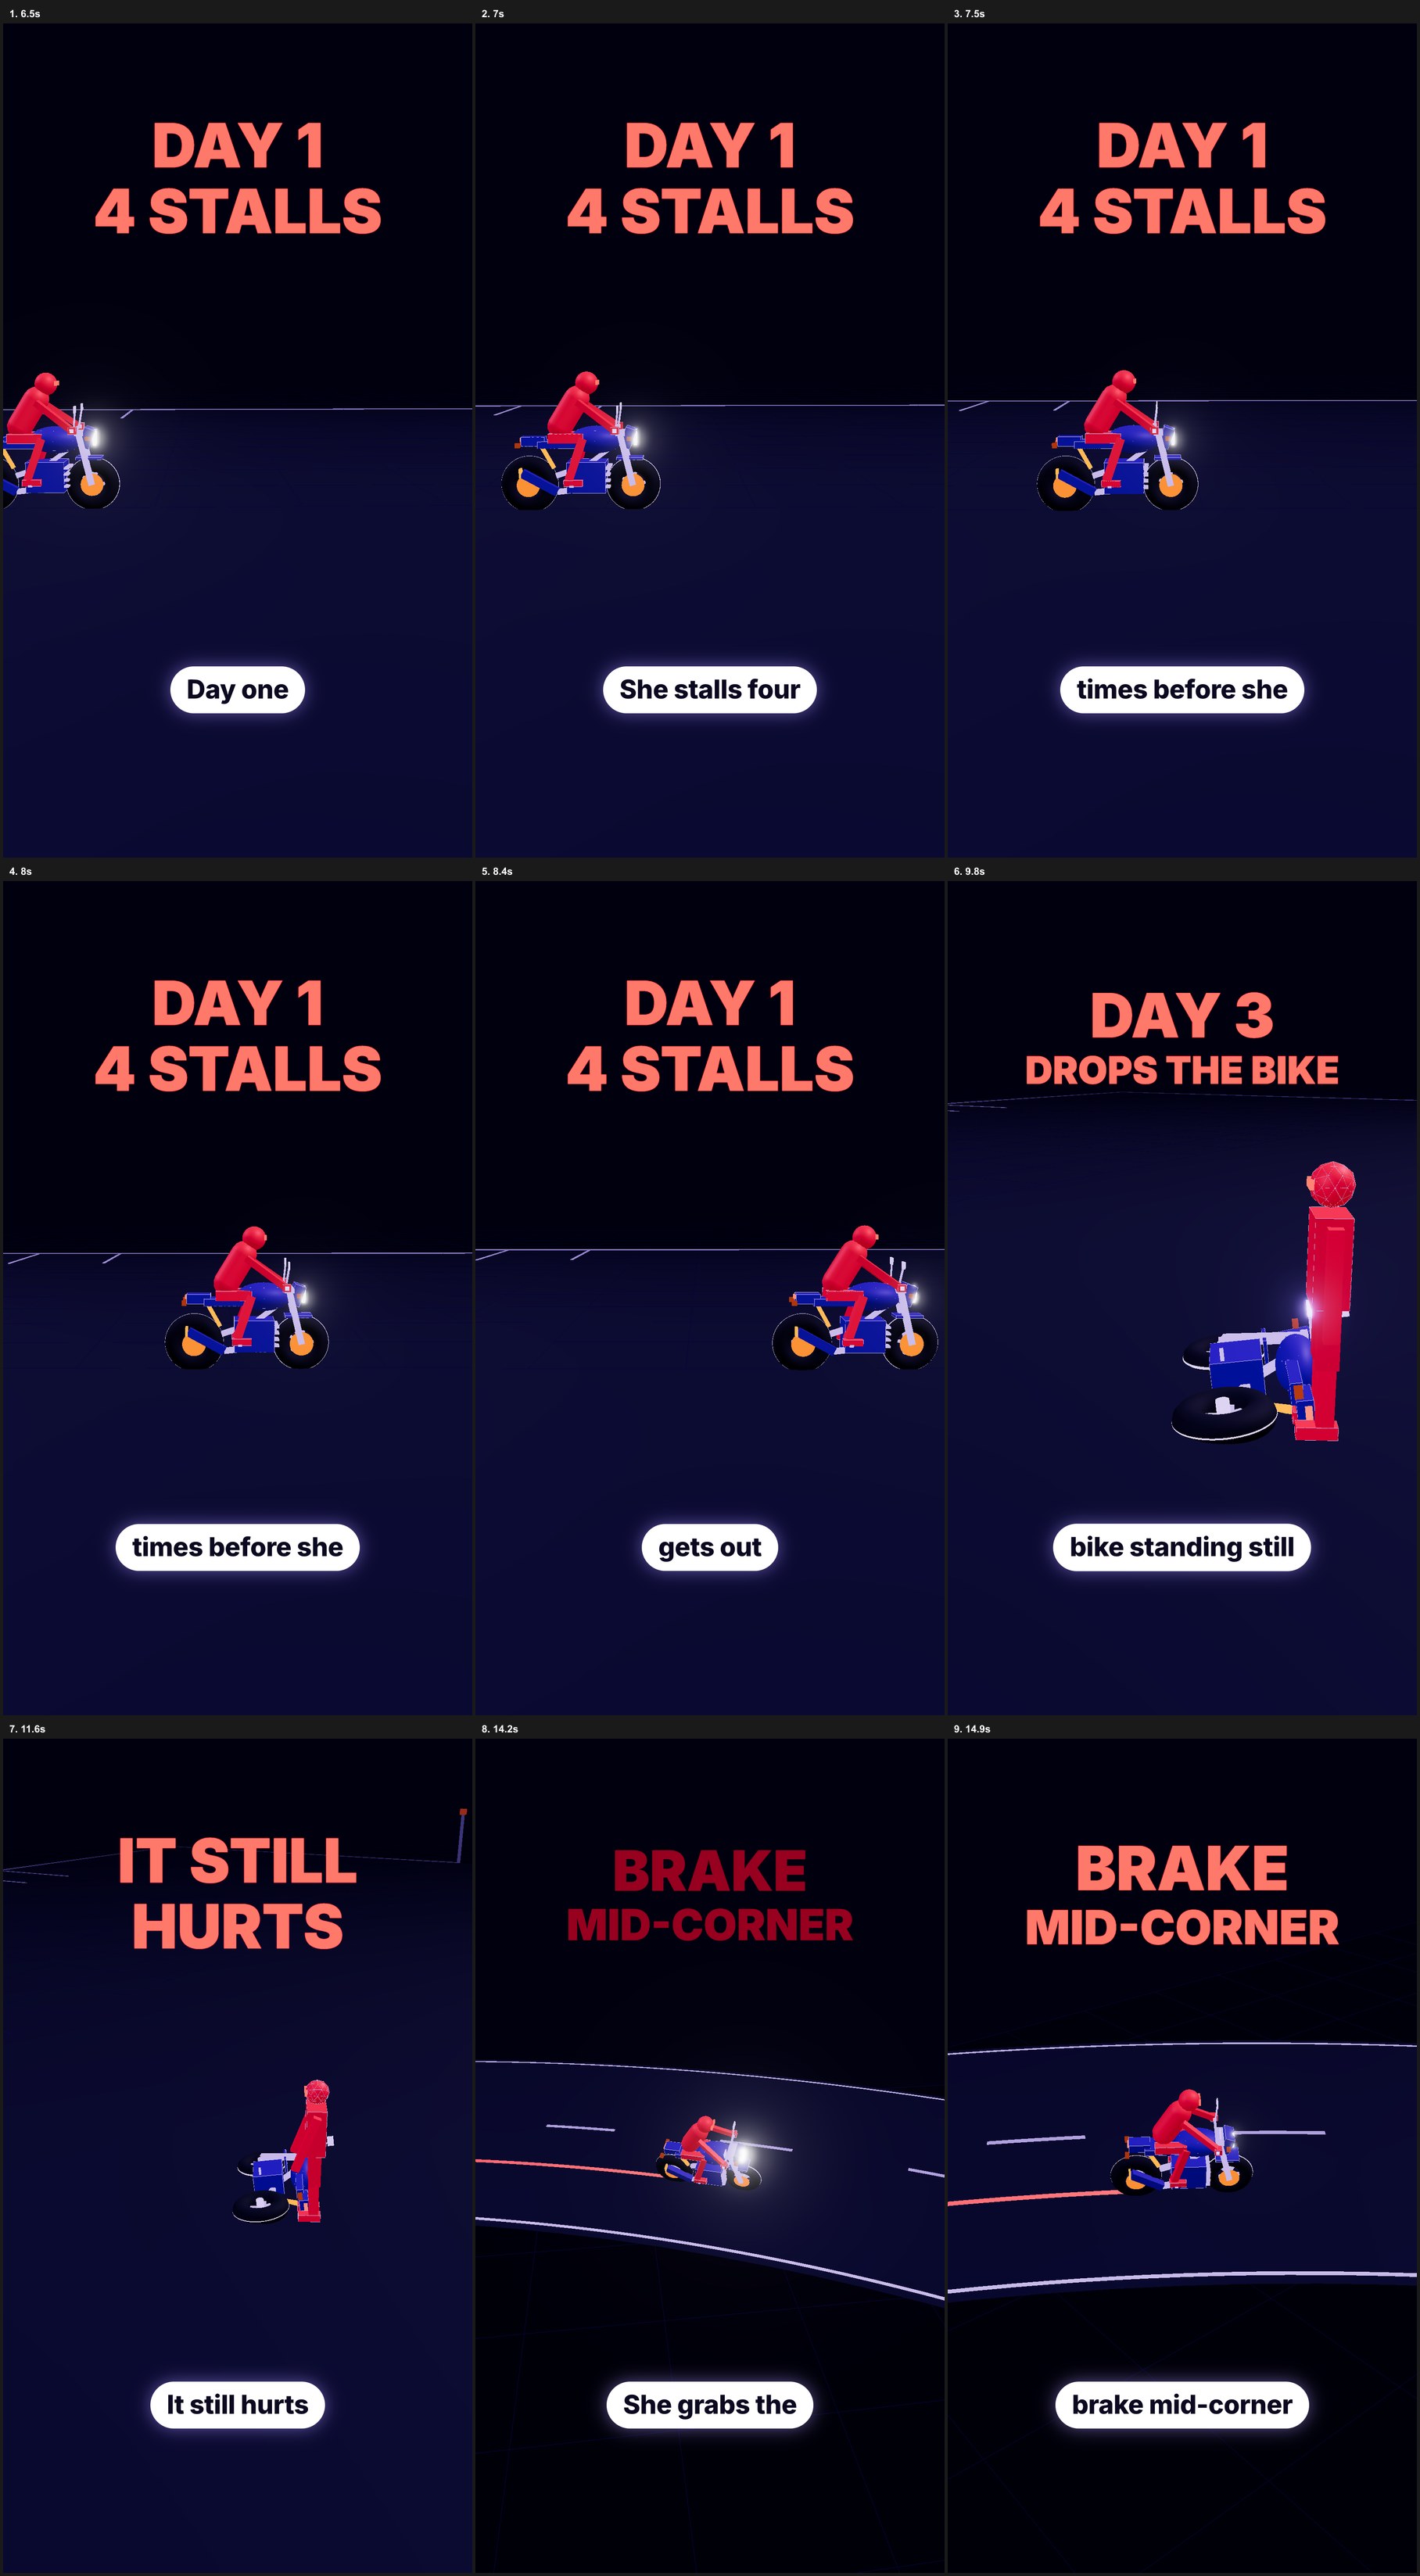 1. 6.5s
DAY 1
4 STALLS
Day one
2. 7s
DAY 1
4 STALLS
She stalls four
3. 7.5s
DAY 1
4 STALLS
times before she
4. 8s
DAY 1
4 STALLS
times before she
5. 8.4s
DAY 1
4 STALLS
gets out
6. 9.8s
DAY 3
DROPS THE BIKE
bike standing still
7. 11.6s
IT STILL
HURTS
It still hurts
8. 14.2s
BRAKE
MID-CORNER
She grabs the
9. 14.9s
BRAKE
MID-CORNER
brake mid-corner